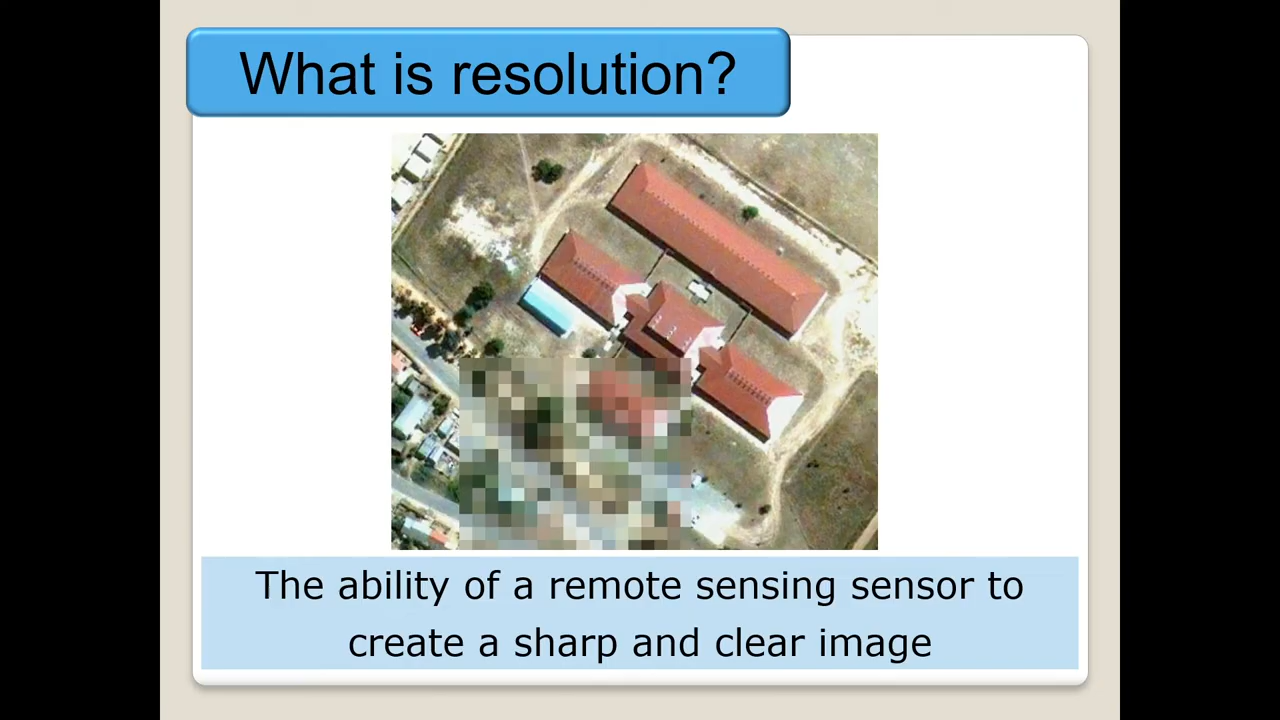 What is resolution?
The ability of a remote sensing sensor to
create a sharp and clear image